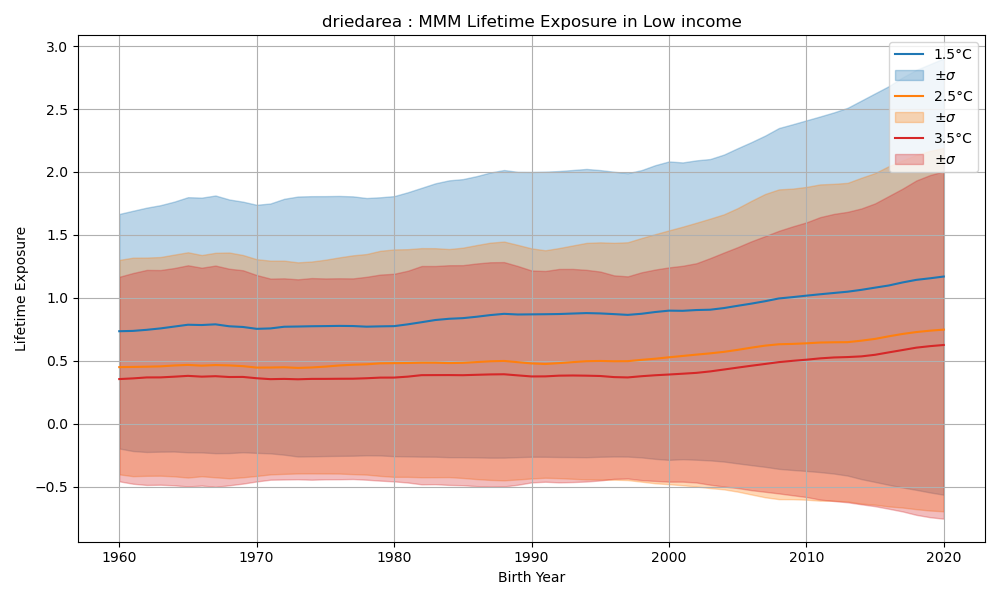 driedarea : MMM Lifetime Exposure in Low income
3.0
2.5
2.0
1.5
1.0
0.5
0.0
−0.5
Lifetime Exposure
1.5°C
±σ
2.5°C
±σ
3.5°C
±σ
1960 1970 1980 1990 2000 2010 2020
Birth Year